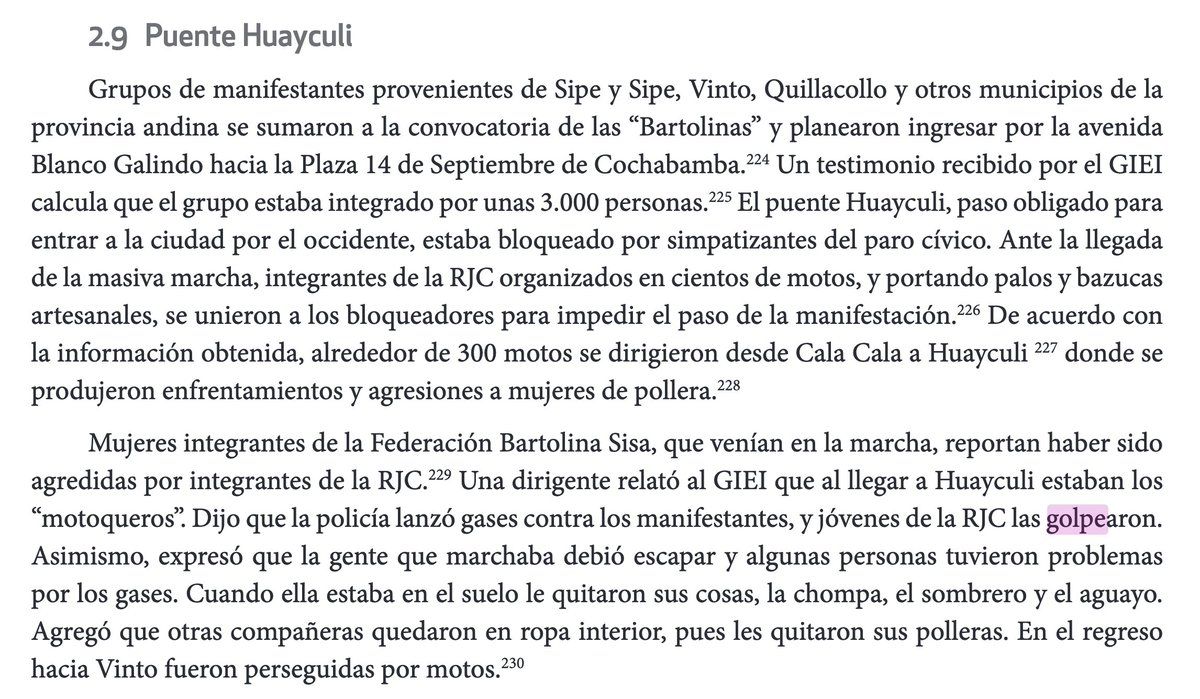 2.9 Puente Huayculi
Grupos de manifestantes provenientes de Sipe y Sipe, Vinto, Quillacollo y otros municipios de la
provincia andina se sumaron a la convocatoria de las “Bartolinas” y planearon ingresar por la avenida
Blanco Galindo hacia la Plaza 14 de Septiembre de Cochabamba.224 Un testimonio recibido por el GIEI
calcula que el grupo estaba integrado por unas 3.000 personas.225 El puente Huayculi, paso obligado para
entrar a la ciudad por el occidente, estaba bloqueado por simpatizantes del paro cívico. Ante la llegada
de la masiva marcha, integrantes de la RJC organizados en cientos de motos, y portando palos y bazucas
artesanales, se unieron a los bloqueadores para impedir el paso de la manifestación.226 De acuerdo con
la información obtenida, alrededor de 300 motos se dirigieron desde Cala Cala a Huayculi 227 donde se
produjeron enfrentamientos y agresiones a mujeres de pollera.228
Mujeres integrantes de la Federación Bartolina Sisa, que venían en la marcha, reportan haber sido
agredidas por integrantes de la RJC.229 Una dirigente relató al GIEI que al llegar a Huayculi estaban los
“motoqueros”. Dijo que la policía lanzó gases contra los manifestantes, y jóvenes de la RJC las golpearon.
Asimismo, expresó que la gente que marchaba debió escapar y algunas personas tuvieron problemas
por los gases. Cuando ella estaba en el suelo le quitaron sus cosas, la chompa, el sombrero y el aguayo.
Agregó que otras compañeras quedaron en ropa interior, pues les quitaron sus polleras. En el regreso
hacia Vinto fueron perseguidas por motos.230